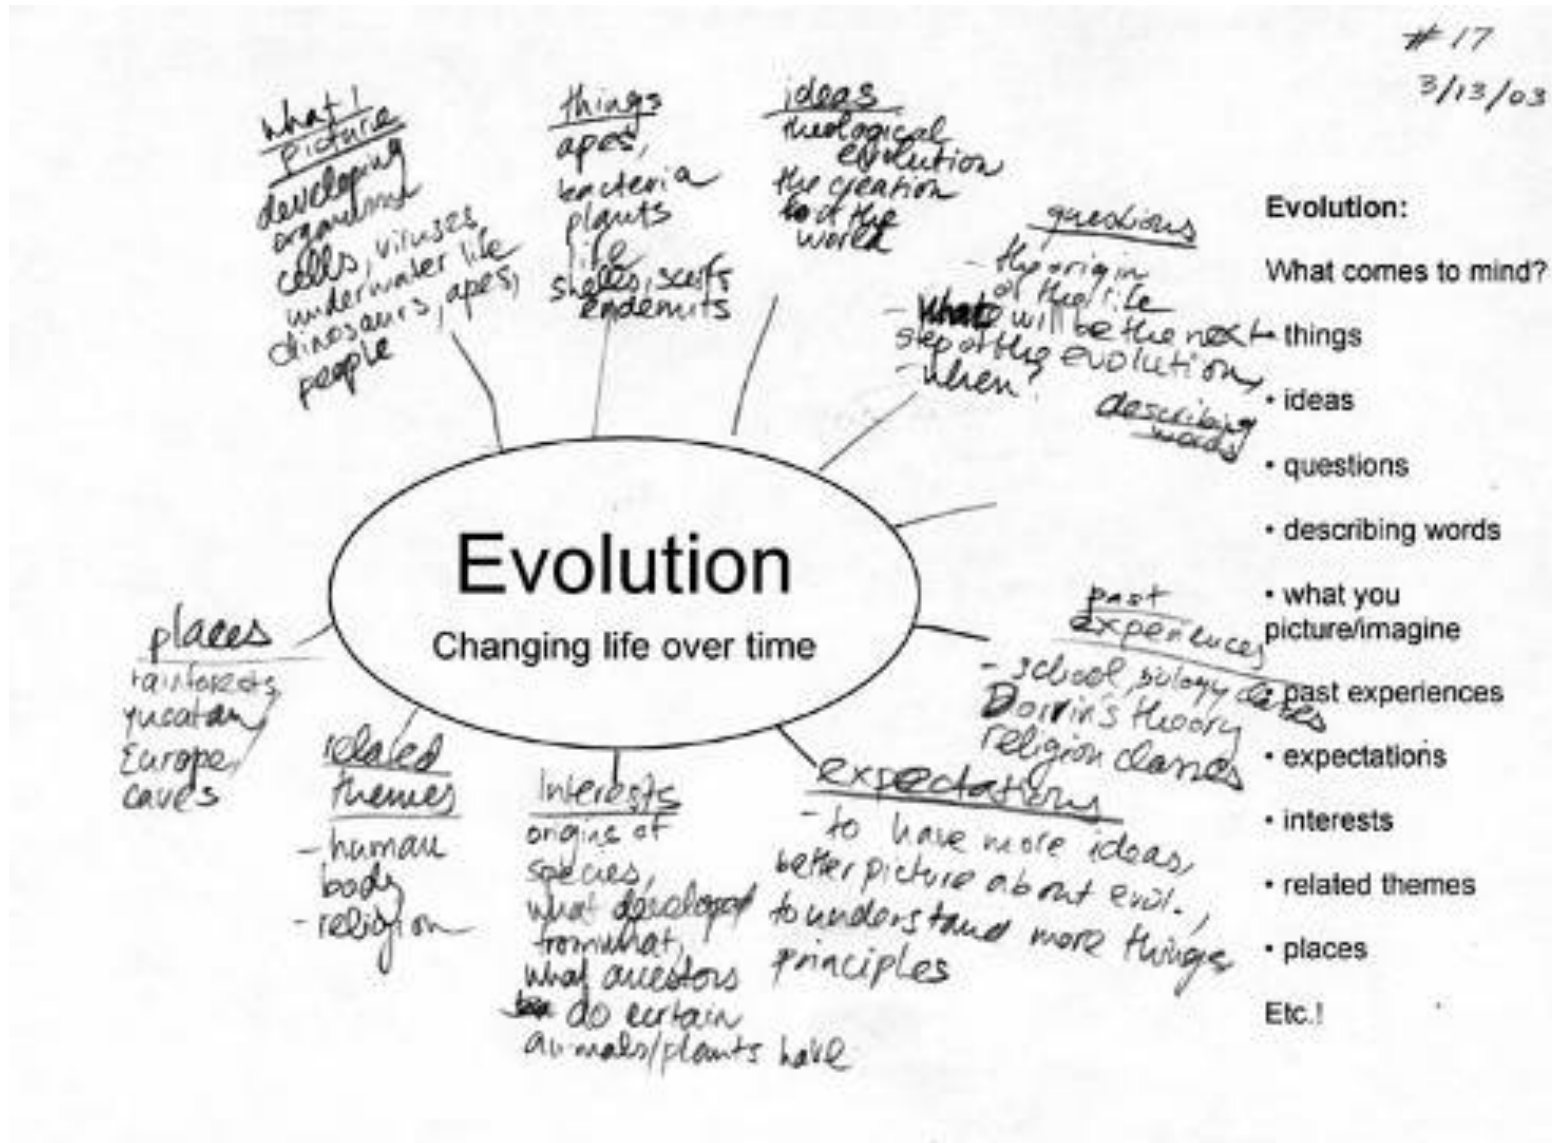 #17
3/13/03
what I
picture
developing
organisms
cells, viruses,
underwater life
dinosaurs, apes,
people
things
apes,
bacteria
plants
life
shells,
ideas
theological
evolution
the creation
of the
world
questions
- the origin
of the life
- what will be the next
step of the evolution,
- when?
describing
words
Evolution
Changing life over time
past
experiences
- school, biology classes
Darvin's theory
religion classes
expectations
- to have more ideas,
better picture about evol.,
to understand more things,
principles
Interests
origins of
species,
what developed
from what,
what ancestors
do certain
animals/plants have
related
themes
- human
body
- religion
places
rainforests,
Yucatan,
Europe,
caves
Evolution:
What comes to mind?
• things
• ideas
• questions
• describing words
• what you
picture/imagine
• past experiences
• expectations
• interests
• related themes
• places
Etc.!